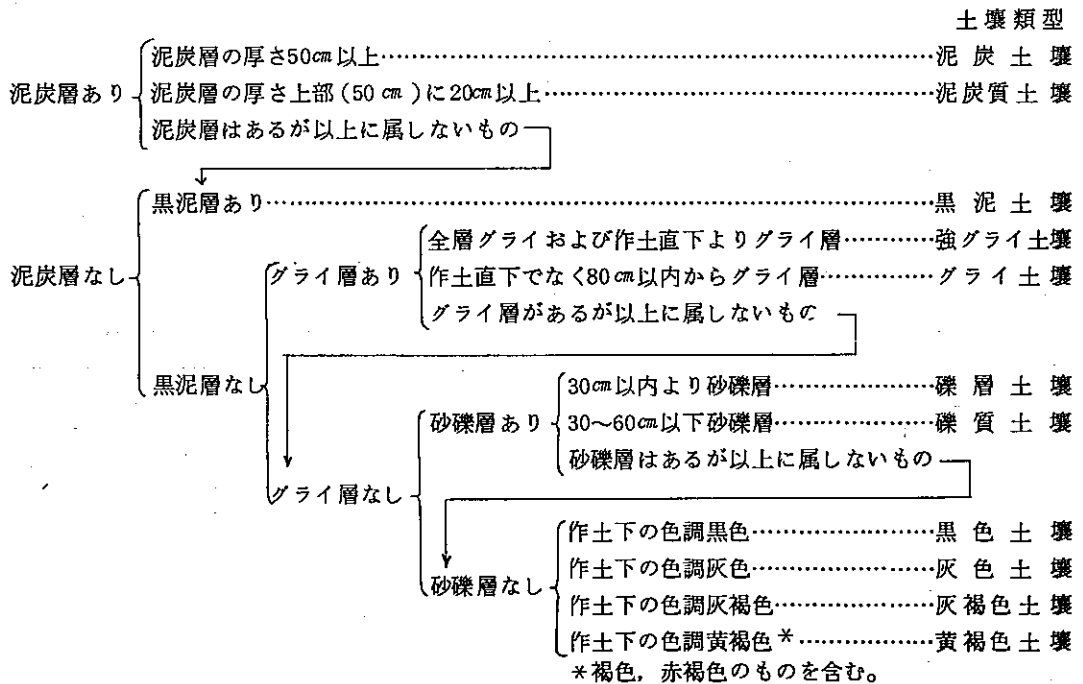 土壌類型
泥炭層の厚さ50cm以上……泥炭土壌
泥炭層あり 泥炭層の厚さ上部(50cm)に20cm以上……泥炭質土壌
泥炭層はあるが以上に属しないもの
黒泥層あり……黒泥土壌
全層グライおよび作土直下よりグライ層……強グライ土壌
泥炭層なし グライ層あり 作土直下でなく80cm以内からグライ層……グライ土壌
グライ層があるが以上に属しないもの
黒泥層なし 30cm以内より砂礫層……礫層土壌
砂礫層あり 30~60cm以下砂礫層……礫質土壌
砂礫層はあるが以上に属しないもの
グライ層なし
作土下の色調黒色……黒色土壌
作土下の色調灰色……灰色土壌
砂礫層なし
作土下の色調灰褐色……灰褐色土壌
作土下の色調黄褐色*……黄褐色土壌
*褐色,赤褐色のものを含む。